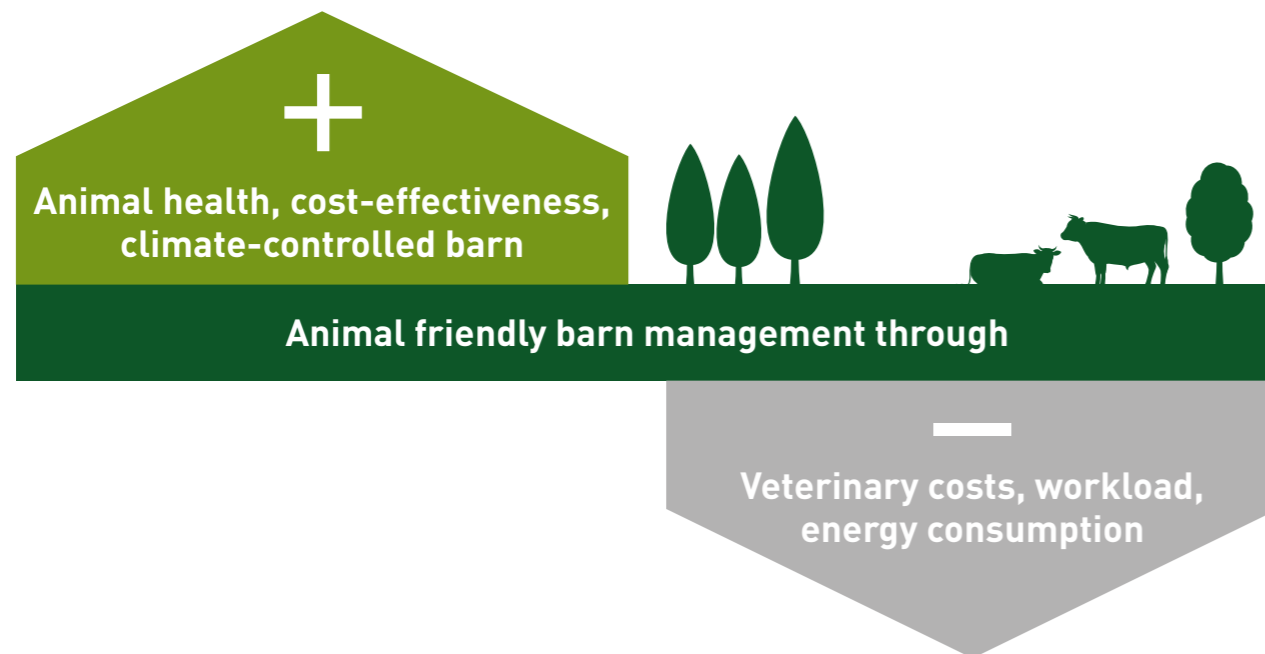 +
Animal health, cost-effectiveness,
climate-controlled barn
Animal friendly barn management through
—
Veterinary costs, workload,
energy consumption